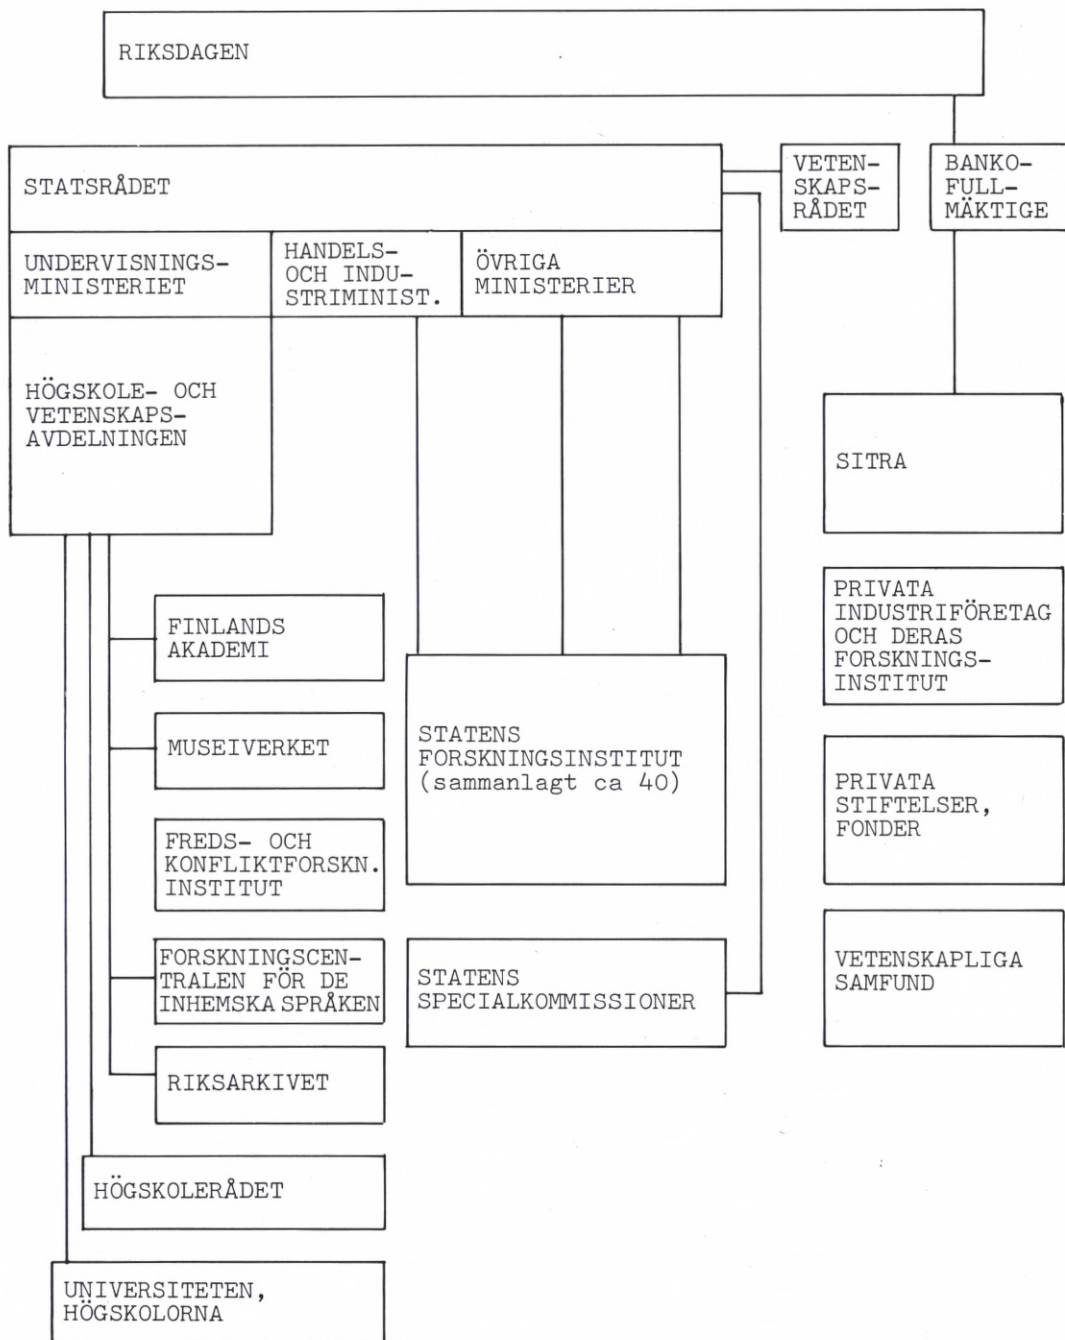 RIKSDAGEN
STATSRÅDET
VETEN-
SKAPS-
RÅDET
BANKO-
FULL-
MÄKTIGE
UNDERVISNINGS-
MINISTERIET
HANDELS-
OCH INDU-
STRIMINIST.
ÖVRIGA
MINISTERIER
HÖGSKOLE- OCH
VETENSKAPS-
AVDELNINGEN
SITRA
PRIVATA
INDUSTRIFÖRETAG
OCH DERAS
FORSKNINGS-
INSTITUT
FINLANDS
AKADEMI
MUSEIVERKET
STATENS
FORSKNINGSINSTITUT
(sammanlagt ca 40)
PRIVATA
STIFTELSER,
FONDER
FREDS- OCH
KONFLIKTFORSKN.
INSTITUT
FORSKNINGSCEN-
TRALEN FÖR DE
INHEMSKA SPRÅKEN
STATENS
SPECIALKOMMISSIONER
VETENSKAPLIGA
SAMFUND
RIKSARKIVET
HÖGSKOLERÅDET
UNIVERSITETEN,
HÖGSKOLORNA